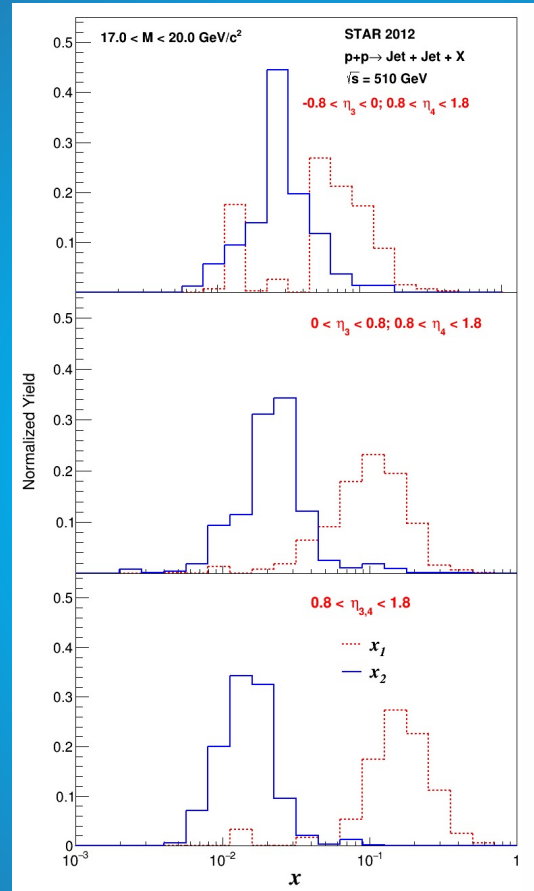 17.0 < M < 20.0 GeV/c²
STAR 2012
p+p→ Jet + Jet + X
√s = 510 GeV
-0.8 < η₃ < 0; 0.8 < η₄ < 1.8
0.5
0.4
0.3
0.2
0.1
0 < η₃ < 0.8; 0.8 < η₄ < 1.8
0.5
0.4
0.3
0.2
0.1
Normalized Yield
0.8 < η₃,₄ < 1.8
x₁
x₂
0.5
0.4
0.3
0.2
0.1
0
10⁻³
10⁻²
10⁻¹
1
x